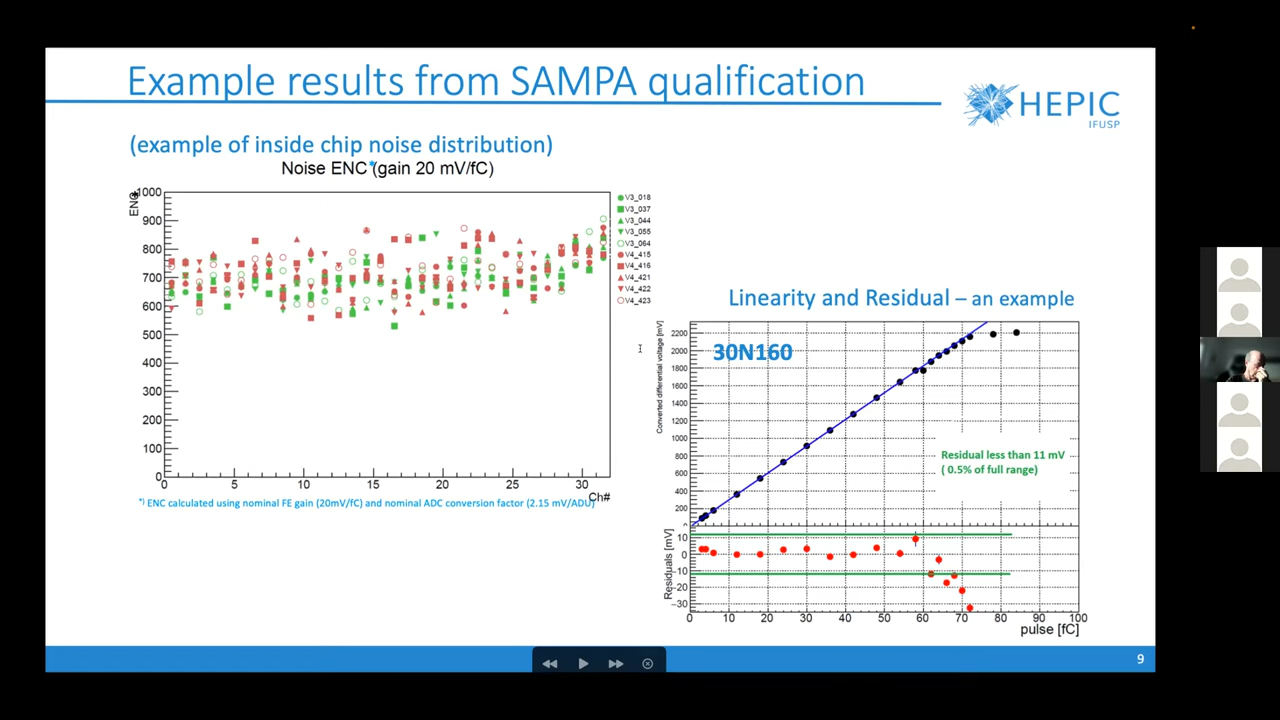 Example results from SAMPA qualification
HEPIC
IFUSP
(example of inside chip noise distribution)
Noise ENC*(gain 20 mV/fC)
ENC
1000
900
800
700
600
500
400
300
200
100
0
0 5 10 15 20 25 30
Ch#
V3_018
V3_037
V3_044
V3_055
V3_064
V4_415
V4_416
V4_421
V4_422
V4_423
*) ENC calculated using nominal FE gain (20mV/fC) and nominal ADC conversion factor (2.15 mV/ADU)
Linearity and Residual – an example
30N160
Converted differential voltage [mV]
2200
2000
1800
1600
1400
1200
1000
800
600
400
200
0
Residual less than 11 mV
( 0.5% of full range)
Residuals [mV]
10
0
−10
−20
−30
0 10 20 30 40 50 60 70 80 90 100
pulse [fC]
9